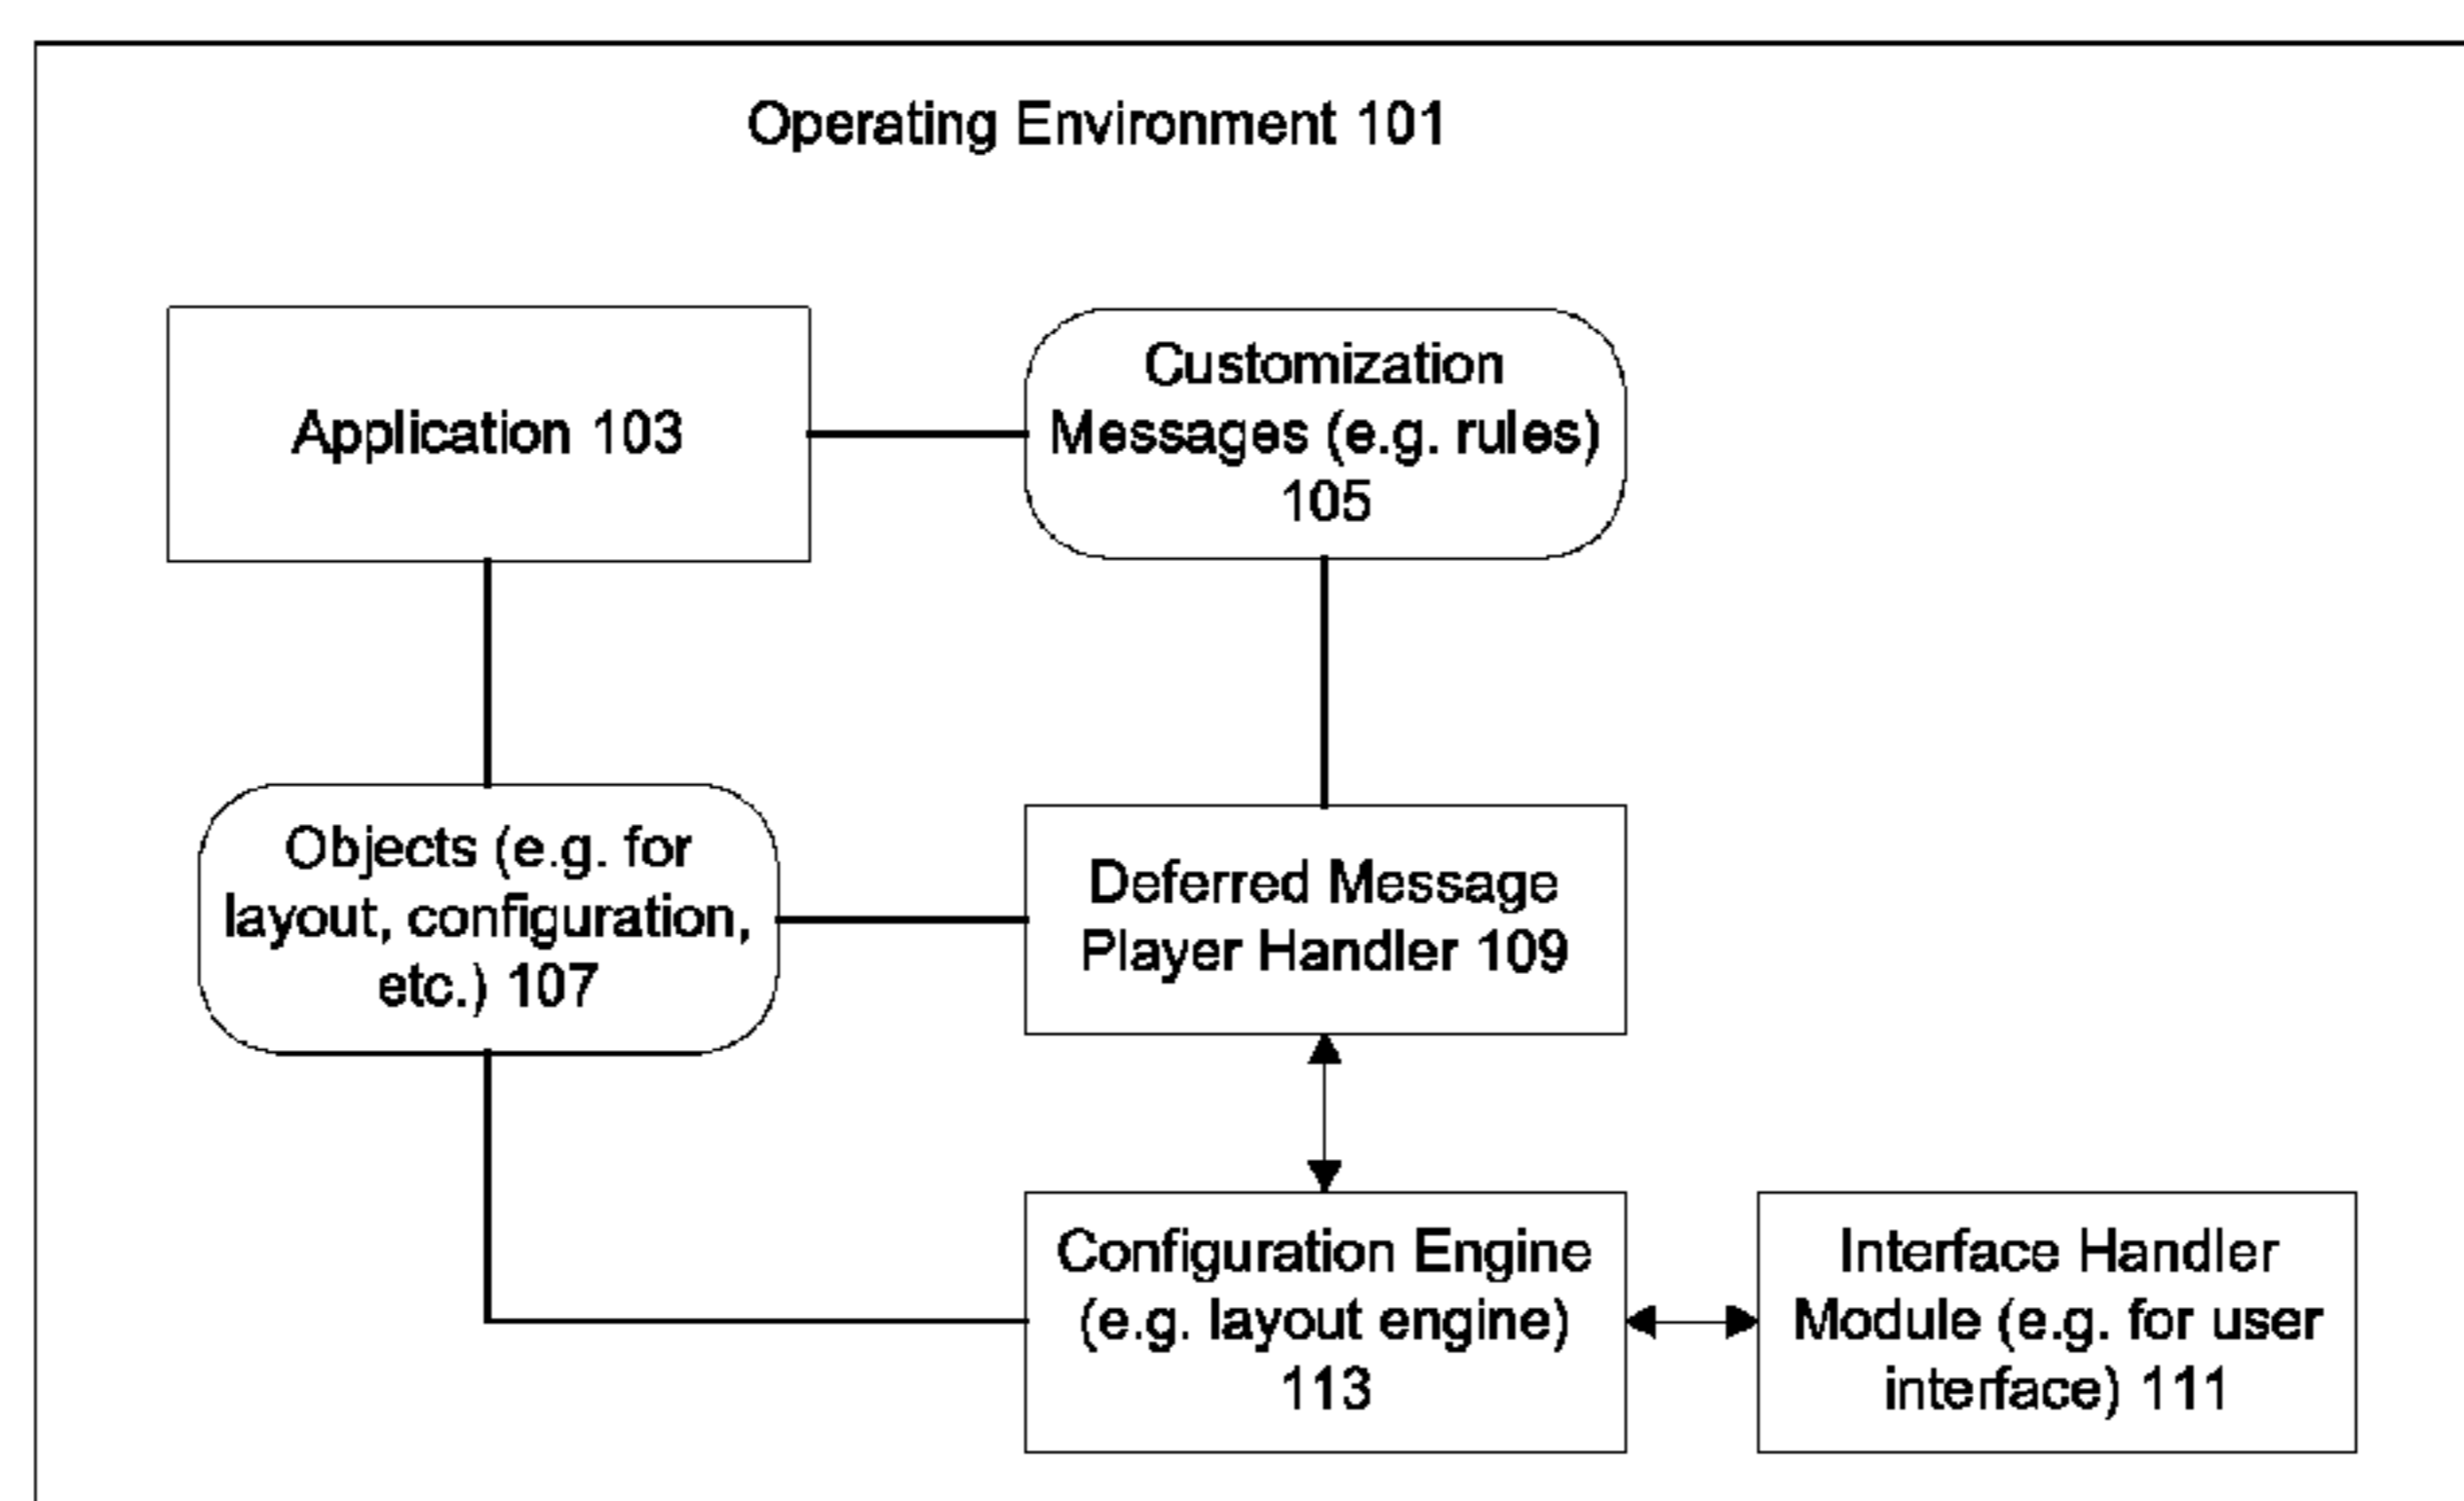 Operating Environment 101
Application 103
Customization
Messages (e.g. rules)
105
Objects (e.g. for
layout, configuration,
etc.) 107
Deferred Message
Player Handler 109
Configuration Engine
(e.g. layout engine)
113
Interface Handler
Module (e.g. for user
interface) 111